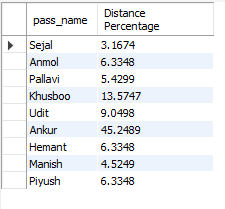 pass_name Distance Percentage
Sejal 3.1674
Anmol 6.3348
Pallavi 5.4299
Khusboo 13.5747
Udit 9.0498
Ankur 45.2489
Hemant 6.3348
Manish 4.5249
Piyush 6.3348